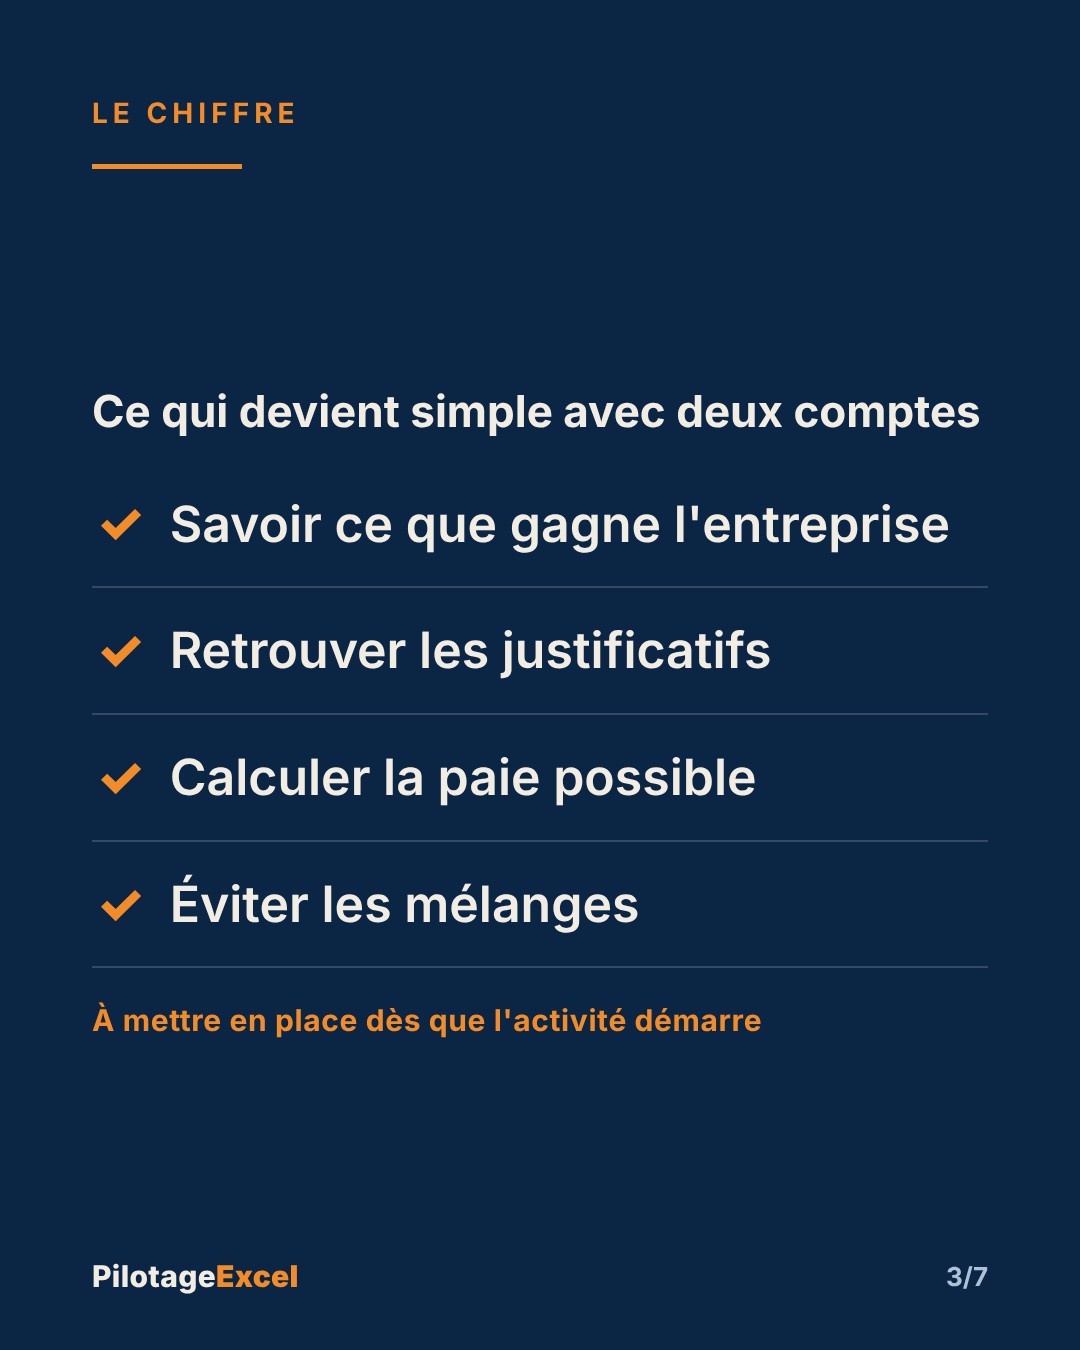 LE CHIFFRE
Ce qui devient simple avec deux comptes
Savoir ce que gagne l'entreprise
Retrouver les justificatifs
Calculer la paie possible
Éviter les mélanges
À mettre en place dès que l'activité démarre
PilotageExcel
3/7